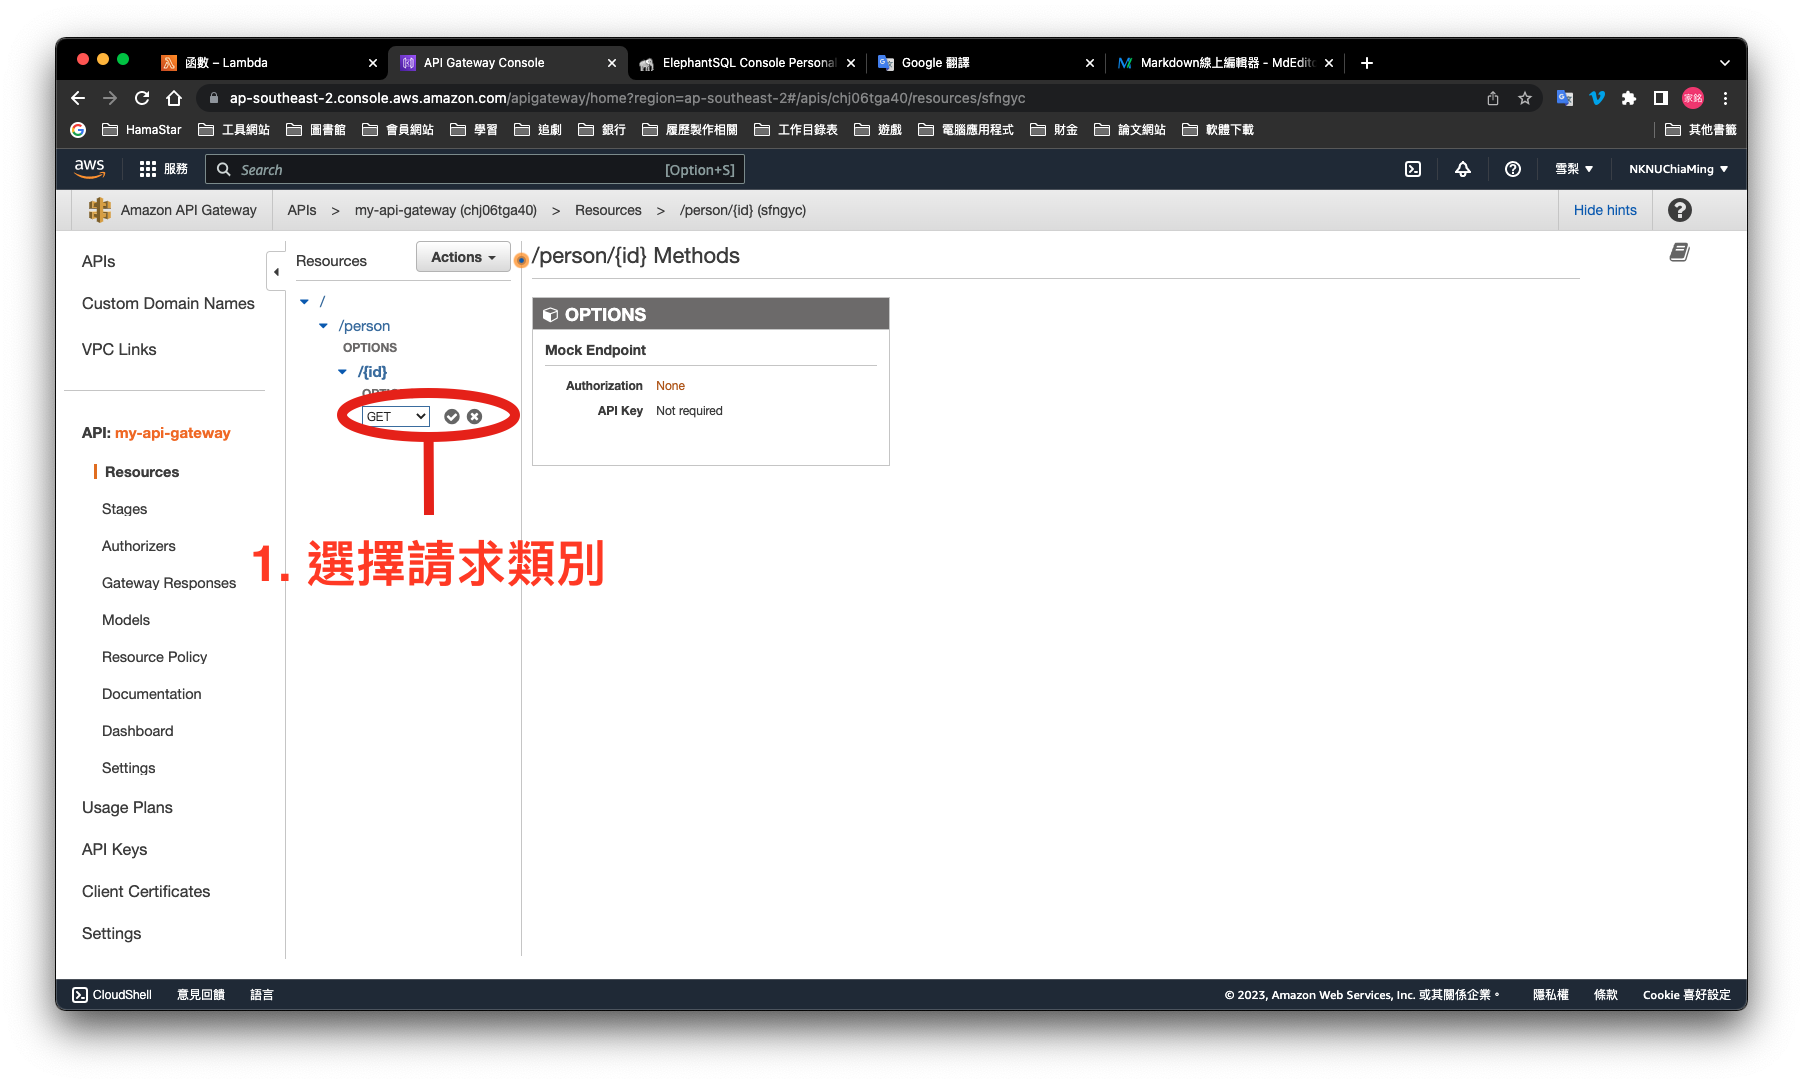 函數 – Lambda
API Gateway Console
ElephantSQL Console Personal
Google 翻譯
Markdown線上編輯器 - MdEdito
ap-southeast-2.console.aws.amazon.com/apigateway/home?region=ap-southeast-2#/apis/chj06tga40/resources/sfngyc
家銘
HamaStar
工具網站
圖書館
會員網站
學習
追劇
銀行
履歷製作相關
工作目錄表
遊戲
電腦應用程式
財金
論文網站
軟體下載
其他書籤
aws
服務
Search
[Option+S]
雪梨
NKNUChiaMing
Amazon API Gateway
APIs > my-api-gateway (chj06tga40) > Resources > /person/{id} (sfngyc)
Hide hints
APIs
Custom Domain Names
VPC Links
API: my-api-gateway
Resources
Stages
Authorizers
Gateway Responses
Models
Resource Policy
Documentation
Dashboard
Settings
Usage Plans
API Keys
Client Certificates
Settings
Resources
Actions
/
/person
OPTIONS
/{id}
OPTIONS
GET
1. 選擇請求類別
/person/{id} Methods
OPTIONS
Mock Endpoint
Authorization None
API Key Not required
CloudShell
意見回饋
語言
© 2023, Amazon Web Services, Inc. 或其關係企業。
隱私權
條款
Cookie 喜好設定